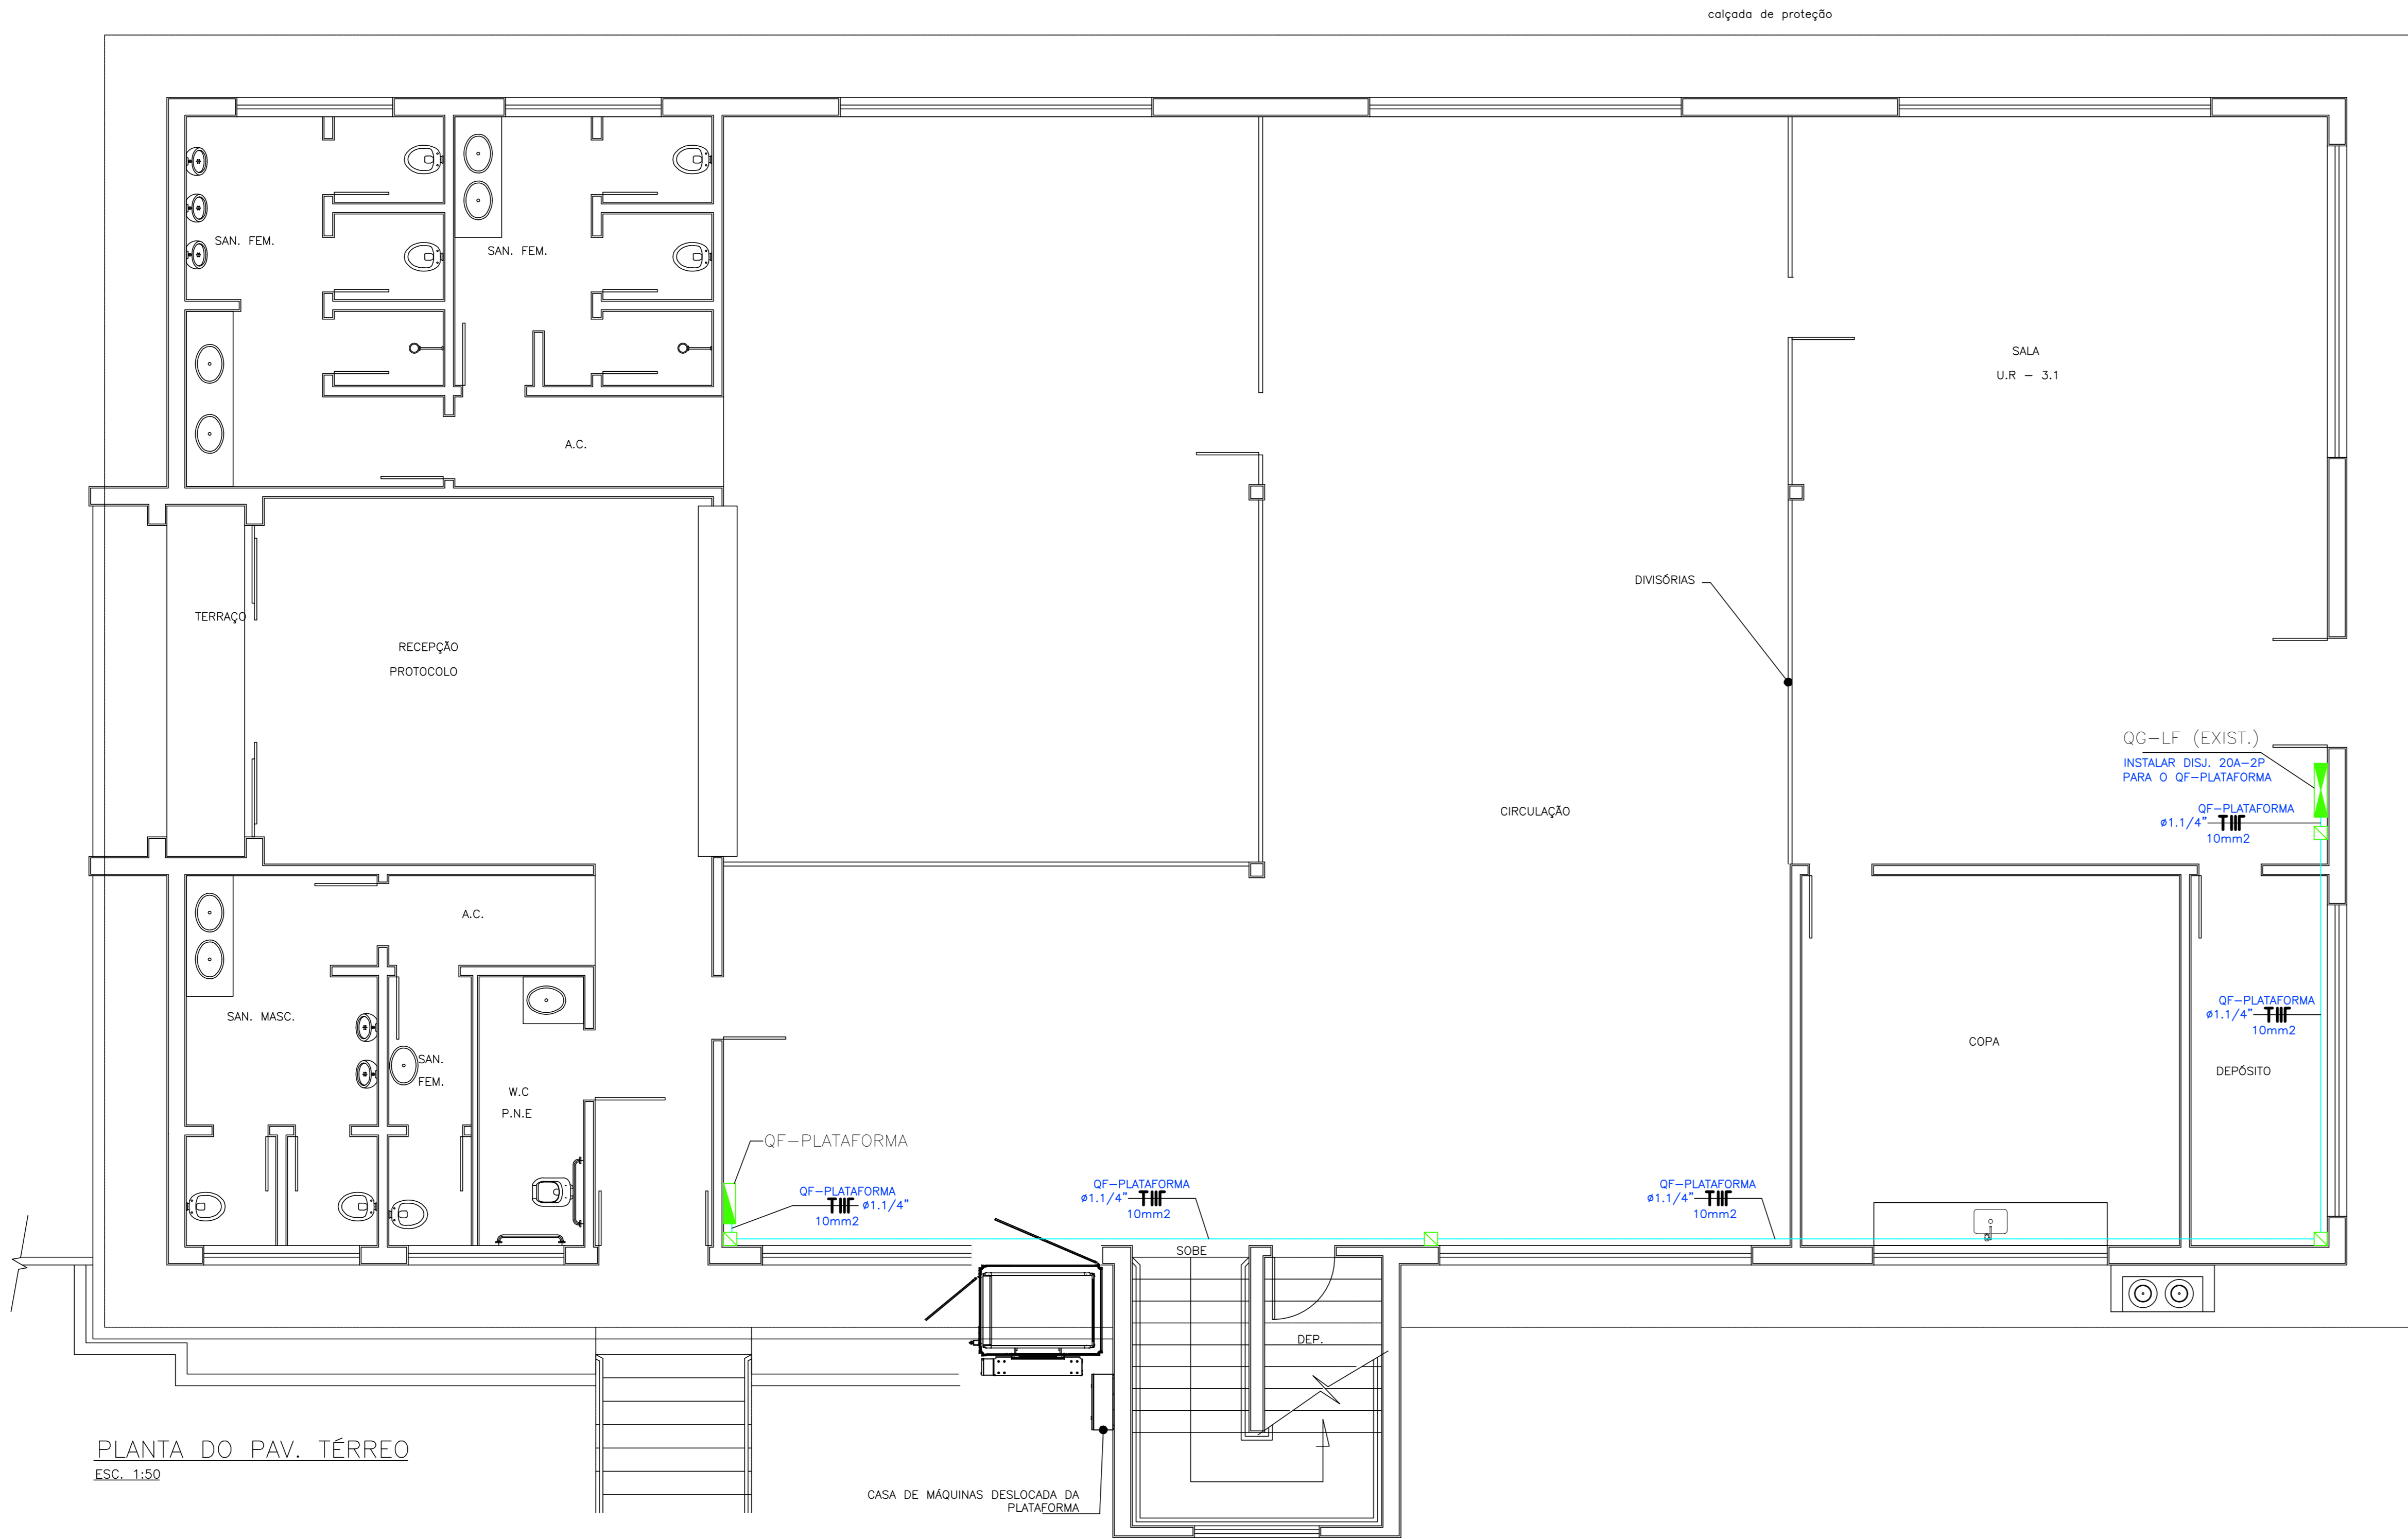 calçada de proteção
SAN. FEM.
SAN. FEM.
SALA
U.R - 3.1
A.C.
DIVISÓRIAS
TERRAÇO
RECEPÇÃO
PROTOCOLO
QG-LF (EXIST.)
INSTALAR DISJ. 20A-2P
PARA O QF-PLATAFORMA
QF-PLATAFORMA
ø1.1/4"
10mm2
CIRCULAÇÃO
A.C.
SAN. MASC.
SAN.
FEM.
W.C
P.N.E
COPA
QF-PLATAFORMA
ø1.1/4"
10mm2
DEPÓSITO
QF-PLATAFORMA
QF-PLATAFORMA
ø1.1/4"
10mm2
QF-PLATAFORMA
ø1.1/4"
10mm2
QF-PLATAFORMA
ø1.1/4"
10mm2
SOBE
DEP.
PLANTA DO PAV. TÉRREO
ESC. 1:50
CASA DE MÁQUINAS DESLOCADA DA
PLATAFORMA